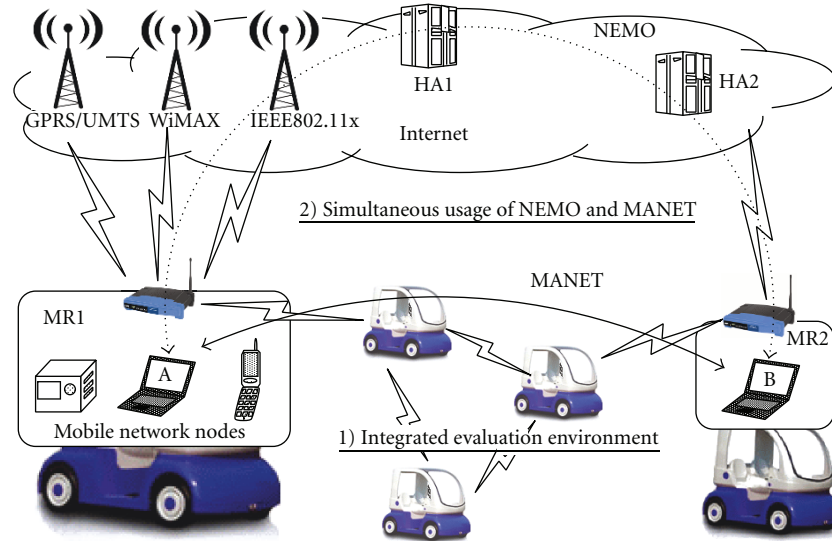 NEMO
HA1
HA2
GPRS/UMTS
WiMAX
IEEE802.11x
Internet
2) Simultaneous usage of NEMO and MANET
MANET
MR1
MR2
A
B
Mobile network nodes
1) Integrated evaluation environment